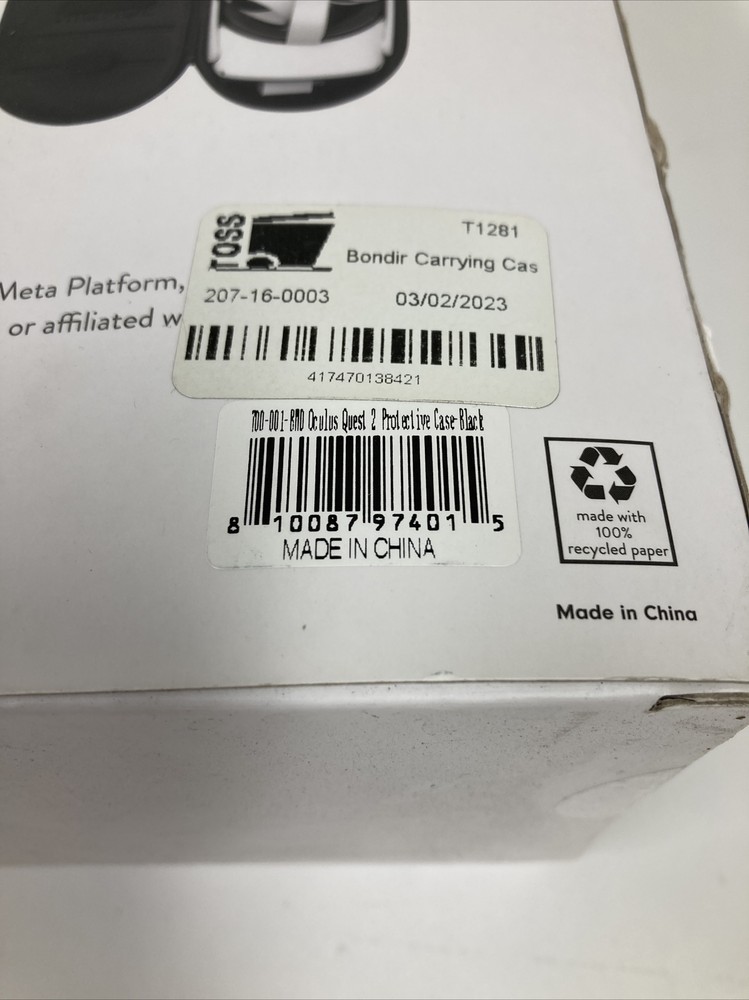 Meta Platform,
or affiliated w
TOSS
T1281
Bondir Carrying Cas
207-16-0003 03/02/2023
417470138421
700-001-BMD Oculus Quest 2 Protective Case-Black
8 10087 97401 5
MADE IN CHINA
made with
100%
recycled paper
Made in China